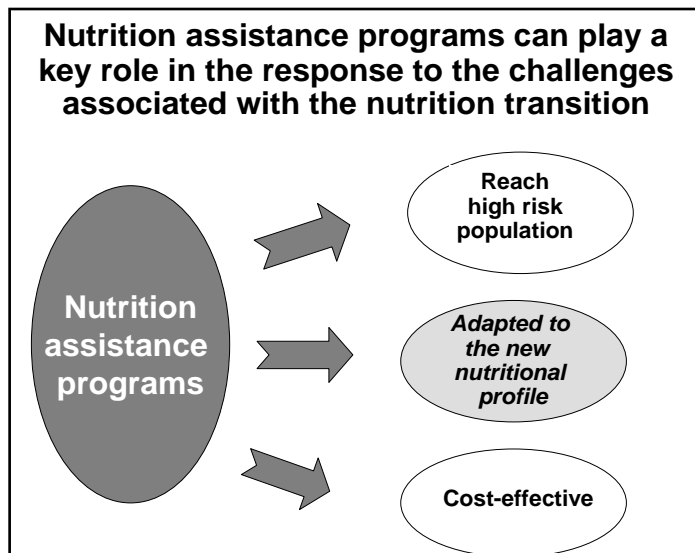 Nutrition assistance programs can play a
key role in the response to the challenges
associated with the nutrition transition
Nutrition
assistance
programs
Reach
high risk
population
Adapted to
the new
nutritional
profile
Cost-effective